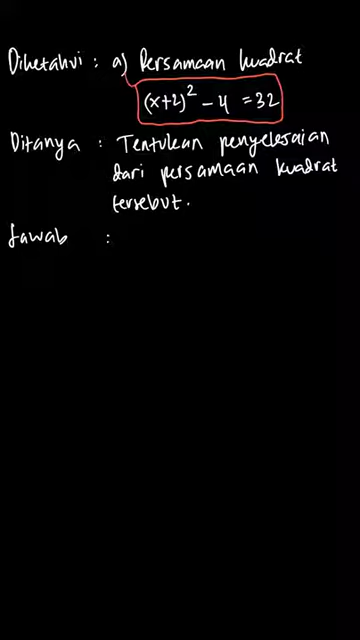 Diketahui : a) Persamaan kuadrat
(x+2)² - 4 = 32
Ditanya : Tentukan penyelesaian
dari persamaan kuadrat
tersebut.
Jawab :